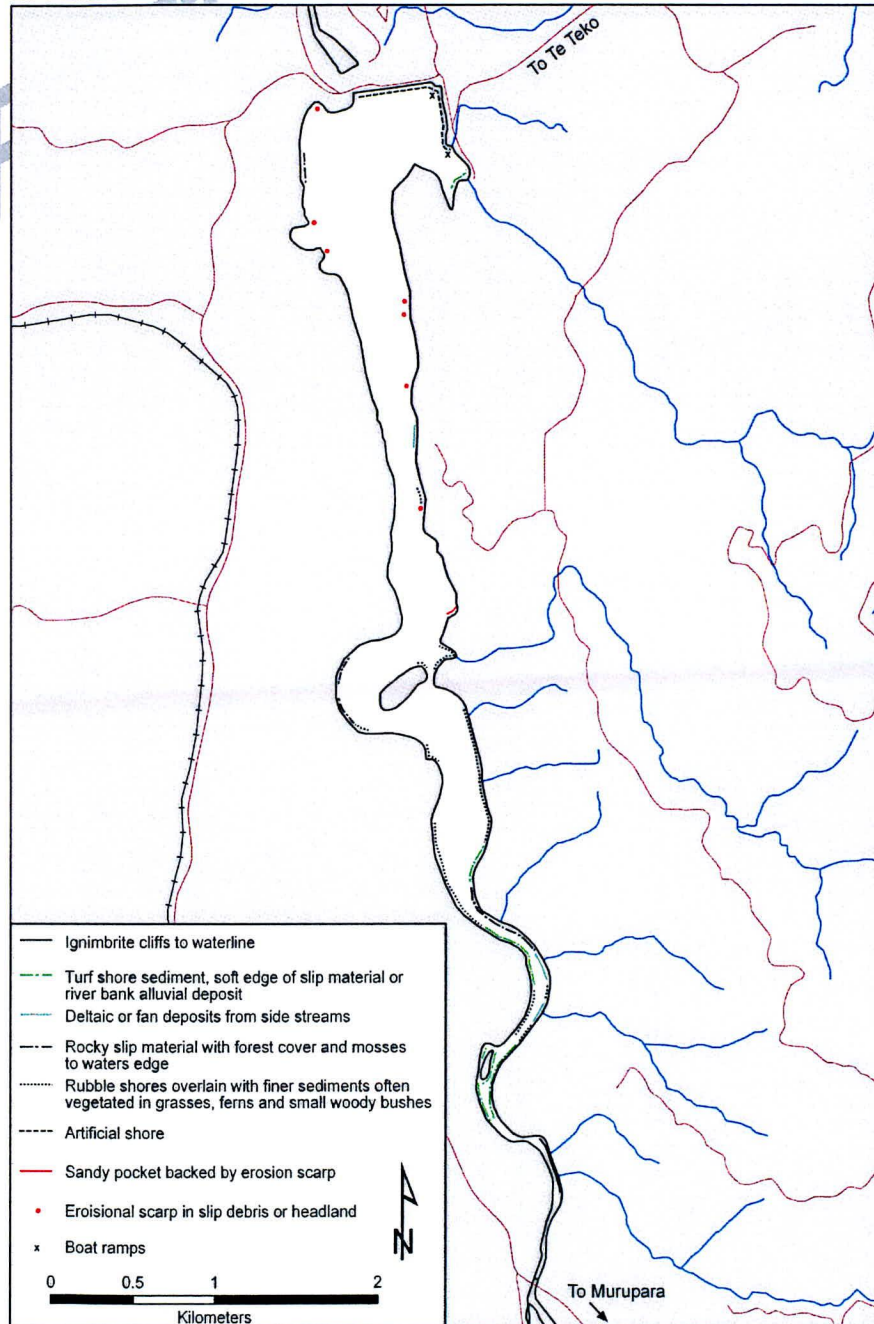 To Te Teko
Ignimbrite cliffs to waterline
Turf shore sediment, soft edge of slip material or
river bank alluvial deposit
Deltaic or fan deposits from side streams
Rocky slip material with forest cover and mosses
to waters edge
Rubble shores overlain with finer sediments often
vegetated in grasses, ferns and small woody bushes
Artificial shore
Sandy pocket backed by erosion scarp
Eroisional scarp in slip debris or headland
x Boat ramps
N
0 0.5 1 2
Kilometers
To Murupara